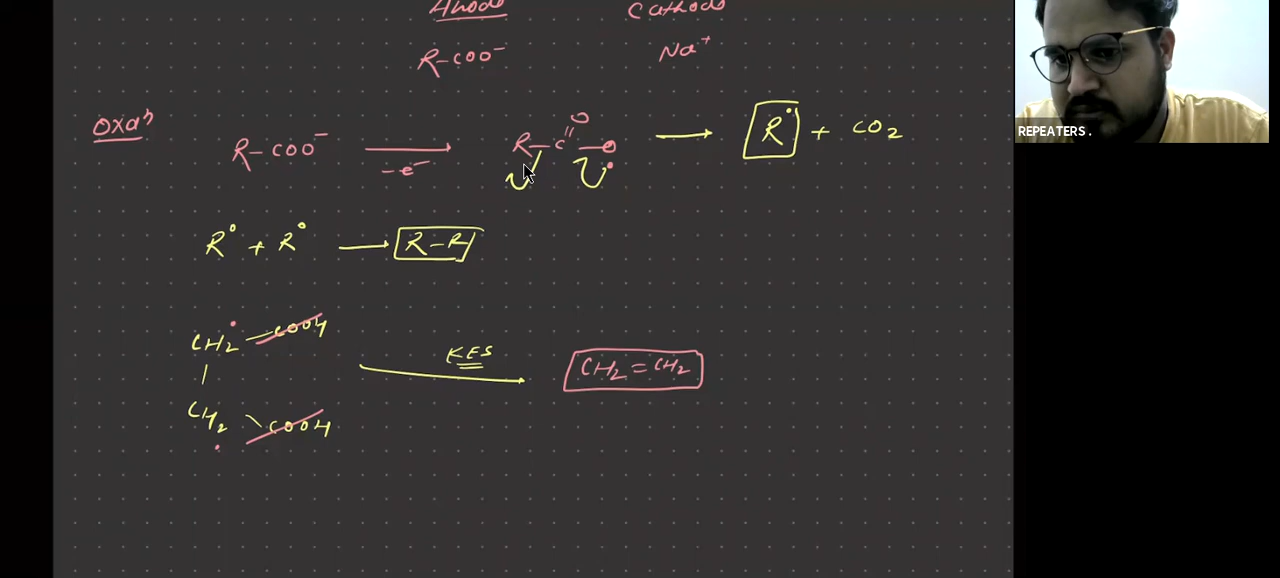 Anode Cathode
R-COO⁻ Na⁺
REPEATERS .
Oxaⁿ
O
R-COO⁻ ⟶ R-C-O ⟶ R• + CO2
-e⁻
R• + R• ⟶ R-R
CH2 - COOH
KES
CH2=CH2
CH2 - COOH